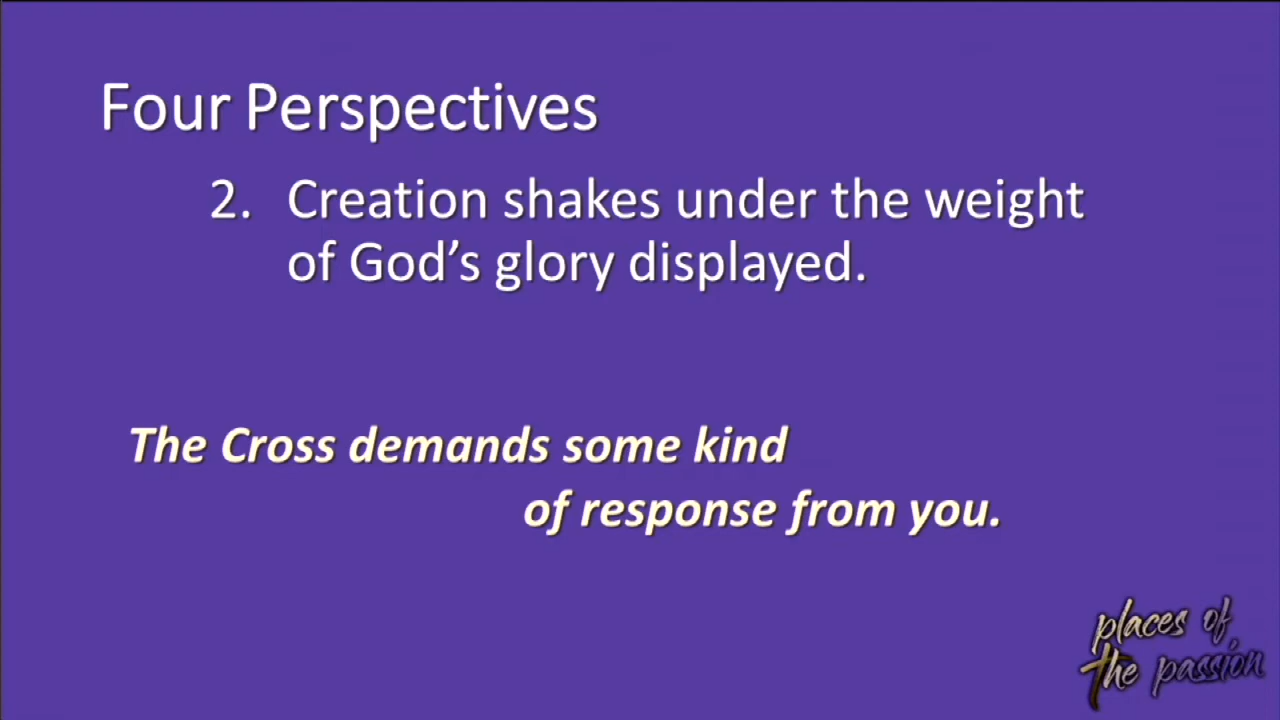 Four Perspectives
2. Creation shakes under the weight
of God’s glory displayed.
The Cross demands some kind
of response from you.
places of
the passion